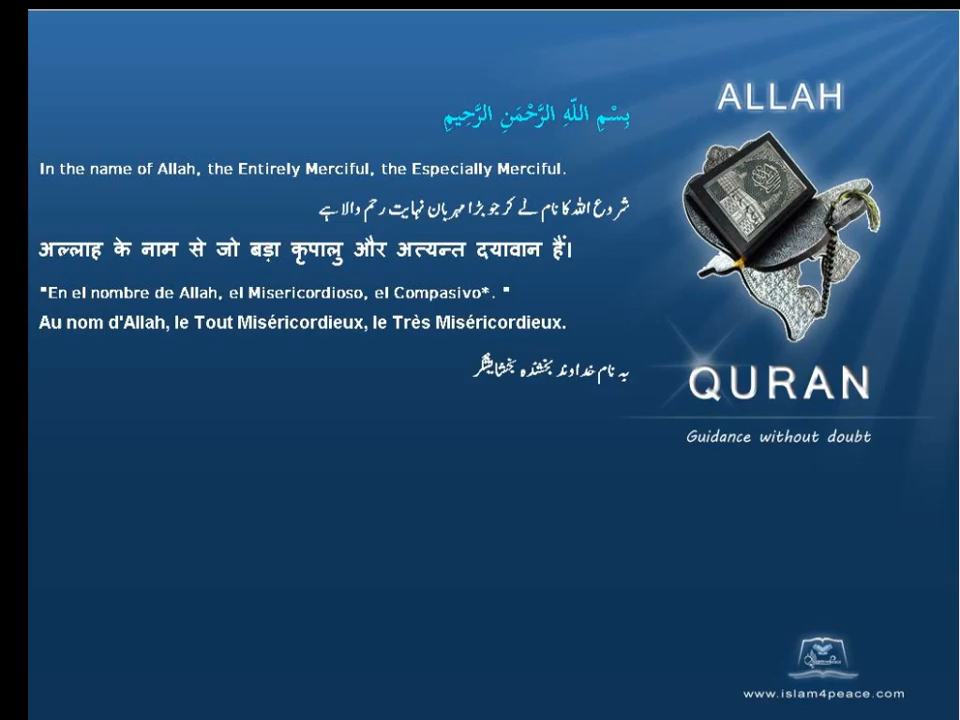 بِسْمِ اللّهِ الرَّحْمَنِ الرَّحِيمِ
In the name of Allah, the Entirely Merciful, the Especially Merciful.
شروع اللہ کا نام لے کر جو بڑا مہربان نہایت رحم والا ہے
अल्लाह के नाम से जो बड़ा कृपालु और अत्यन्त दयावान हैं।
"En el nombre de Allah, el Misericordioso, el Compasivo*. "
Au nom d'Allah, le Tout Miséricordieux, le Très Miséricordieux.
به نام خداوند بخشنده بخشایشگر
ALLAH
QURAN
Guidance without doubt
www.islam4peace.com